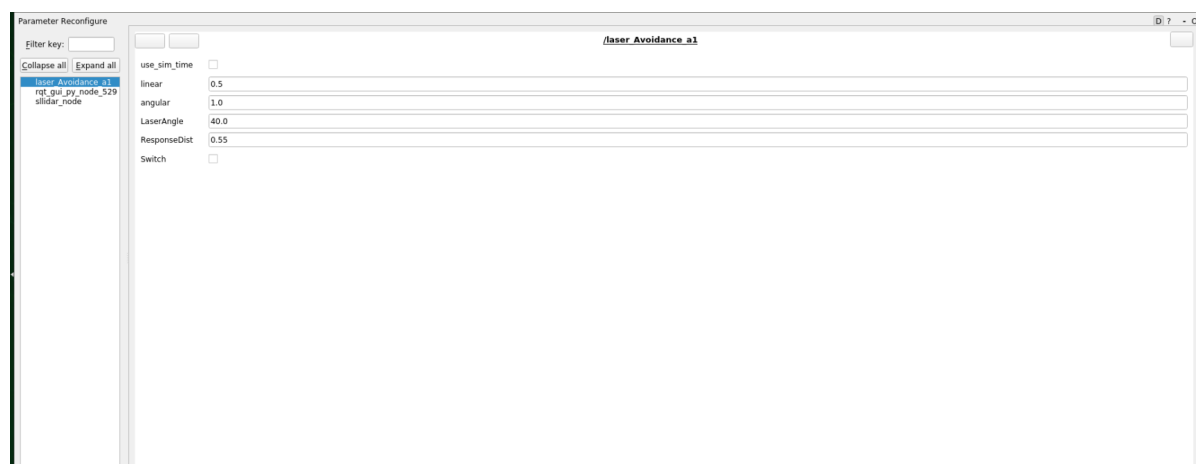 Parameter Reconfigure
D ? - O
Filter key:
Collapse all Expand all
laser_Avoidance_a1
rqt_gui_py_node_529
sllidar_node
/laser_Avoidance_a1
use_sim_time
linear 0.5
angular 1.0
LaserAngle 40.0
ResponseDist 0.55
Switch